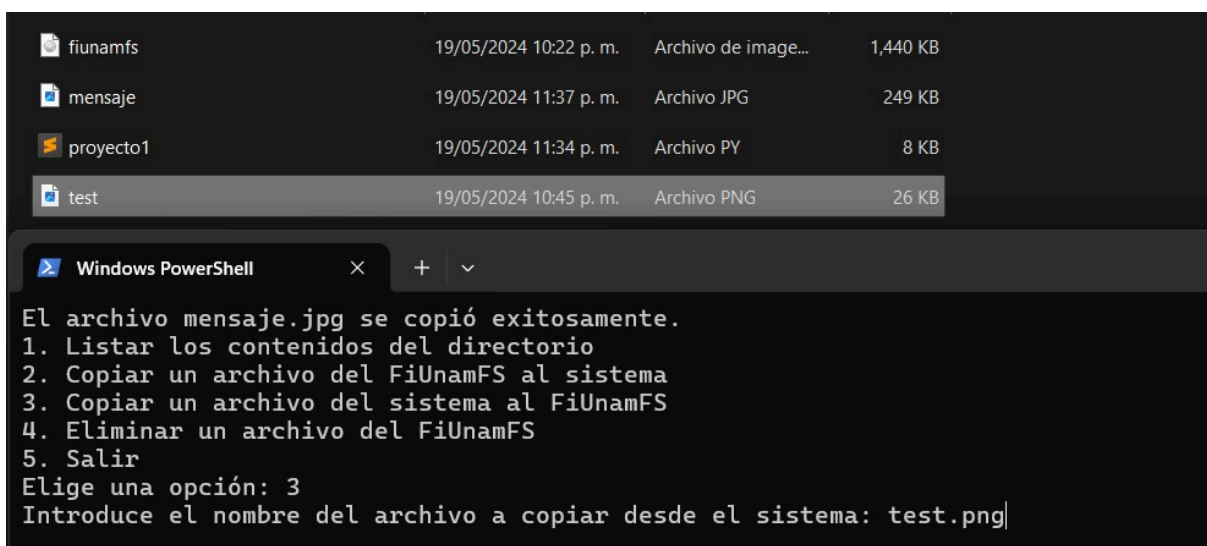 fiunamfs 19/05/2024 10:22 p. m. Archivo de image... 1,440 KB
mensaje 19/05/2024 11:37 p. m. Archivo JPG 249 KB
proyecto1 19/05/2024 11:34 p. m. Archivo PY 8 KB
test 19/05/2024 10:45 p. m. Archivo PNG 26 KB
Windows PowerShell
El archivo mensaje.jpg se copió exitosamente.
1. Listar los contenidos del directorio
2. Copiar un archivo del FiUnamFS al sistema
3. Copiar un archivo del sistema al FiUnamFS
4. Eliminar un archivo del FiUnamFS
5. Salir
Elige una opción: 3
Introduce el nombre del archivo a copiar desde el sistema: test.png